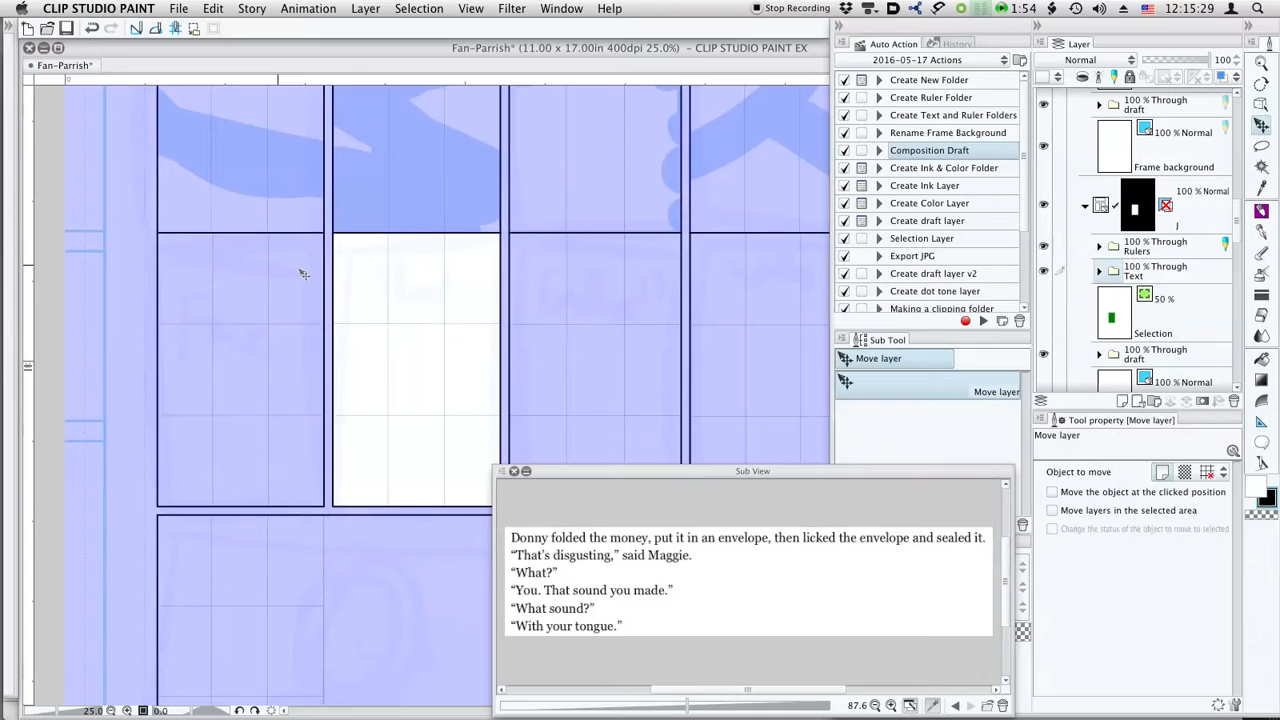 CLIP STUDIO PAINT File Edit Story Animation Layer Selection View Filter Window Help Stop Recording 1:54 12:15:29
Fan-Parrish* (11.00 x 17.00in 400dpi 25.0%) - CLIP STUDIO PAINT EX
Fan-Parrish*
0
Auto Action History
2016-05-17 Actions
Create New Folder
Create Ruler Folder
Create Text and Ruler Folders
Rename Frame Background
Composition Draft
Create Ink & Color Folder
Create Ink Layer
Create Color Layer
Create draft layer
Selection Layer
Export JPG
Create draft layer v2
Create dot tone layer
Making a clipping folder
Sub Tool
Move layer
Move layer
Layer
Normal 100
100 % Through
draft
100 % Normal
Frame background
100 % Normal
J
100 % Through
Rulers
100 % Through
Text
50 %
Selection
100 % Through
draft
100 % Normal
Tool property [Move layer]
Move layer
Object to move
Move the object at the clicked position
Move layers in the selected area
Change the status of the object to move to selected
Sub View
Donny folded the money, put it in an envelope, then licked the envelope and sealed it.
“That’s disgusting,” said Maggie.
“What?”
“You. That sound you made.”
“What sound?”
“With your tongue.”
87.6
25.0 0.0